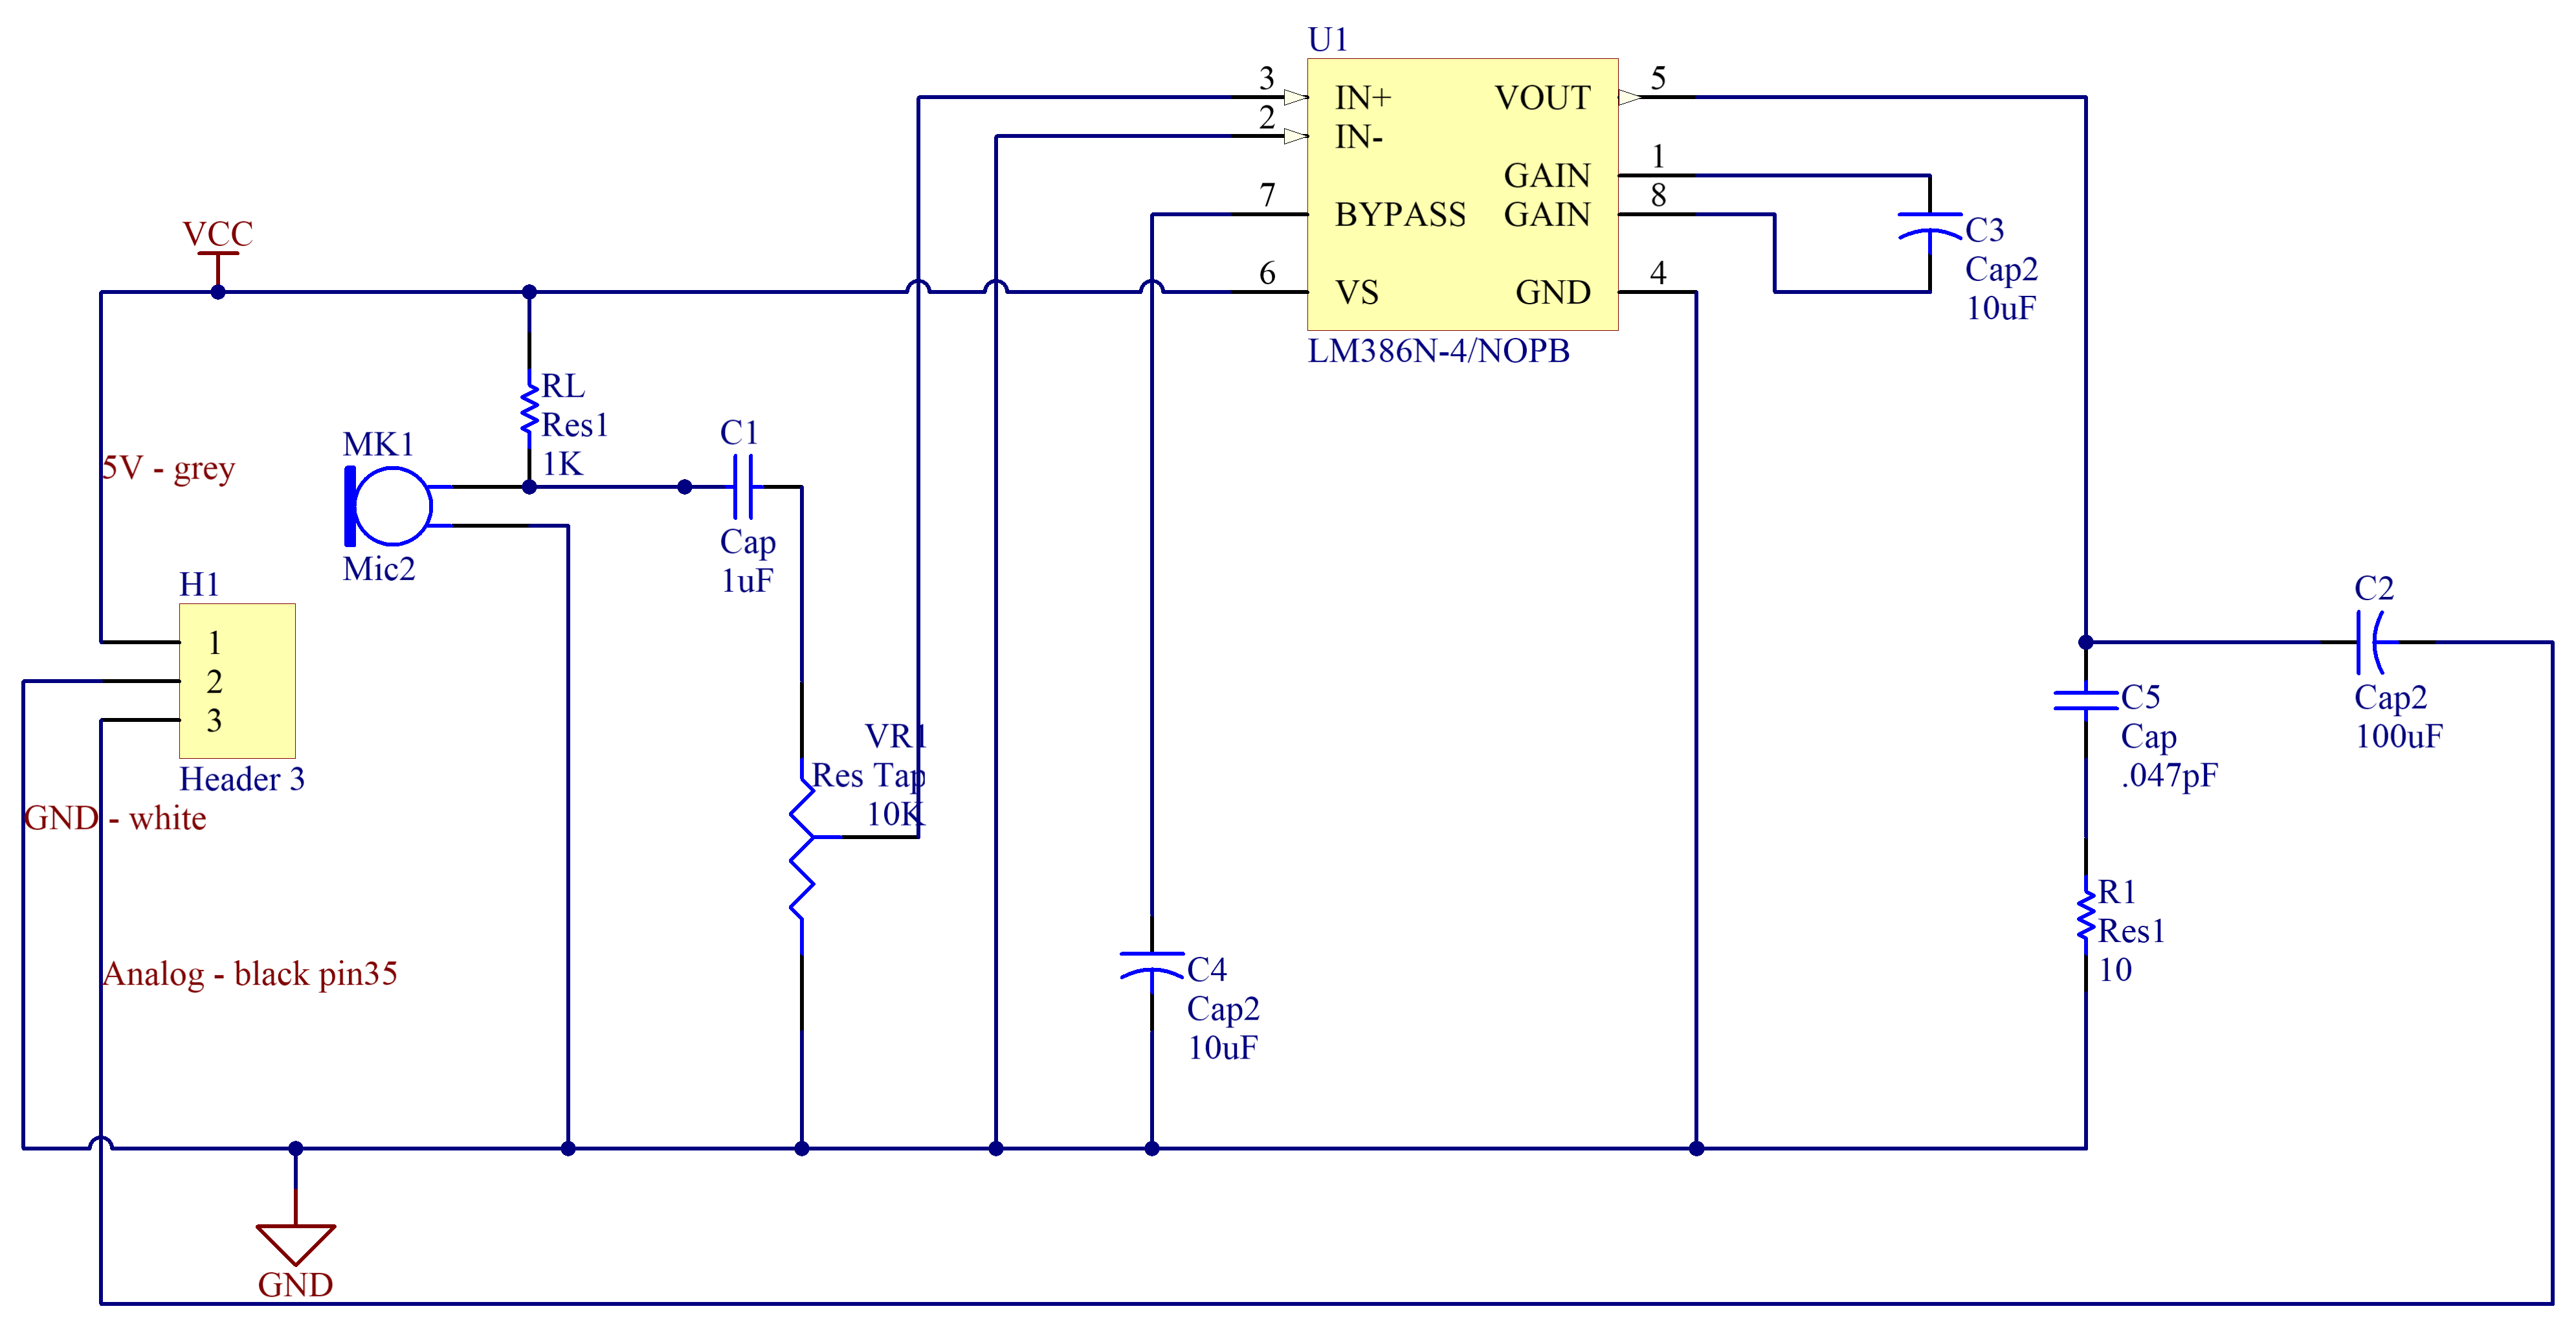 U1
3
IN+
VOUT
5
2
IN-
1
GAIN
7
BYPASS
GAIN
8
6
VS
GND
4
LM386N-4/NOPB
C3
Cap2
10uF
VCC
RL
Res1
1K
5V - grey
MK1
Mic2
C1
Cap
1uF
H1
1
2
3
Header 3
GND - white
VR1
Res Tap
10K
Analog - black pin35
C4
Cap2
10uF
C2
Cap2
100uF
C5
Cap
.047pF
R1
Res1
10
GND